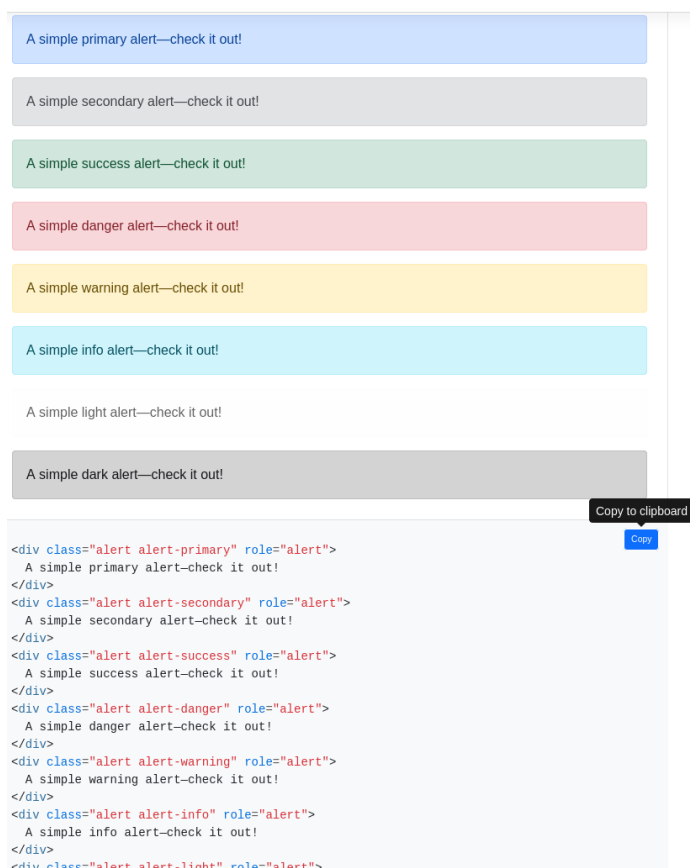 A simple primary alert—check it out!
A simple secondary alert—check it out!
A simple success alert—check it out!
A simple danger alert—check it out!
A simple warning alert—check it out!
A simple info alert—check it out!
A simple light alert—check it out!
A simple dark alert—check it out!
Copy to clipboard
Copy
<div class="alert alert-primary" role="alert">
  A simple primary alert—check it out!
</div>
<div class="alert alert-secondary" role="alert">
  A simple secondary alert—check it out!
</div>
<div class="alert alert-success" role="alert">
  A simple success alert—check it out!
</div>
<div class="alert alert-danger" role="alert">
  A simple danger alert—check it out!
</div>
<div class="alert alert-warning" role="alert">
  A simple warning alert—check it out!
</div>
<div class="alert alert-info" role="alert">
  A simple info alert—check it out!
</div>
<div class="alert alert-light" role="alert">